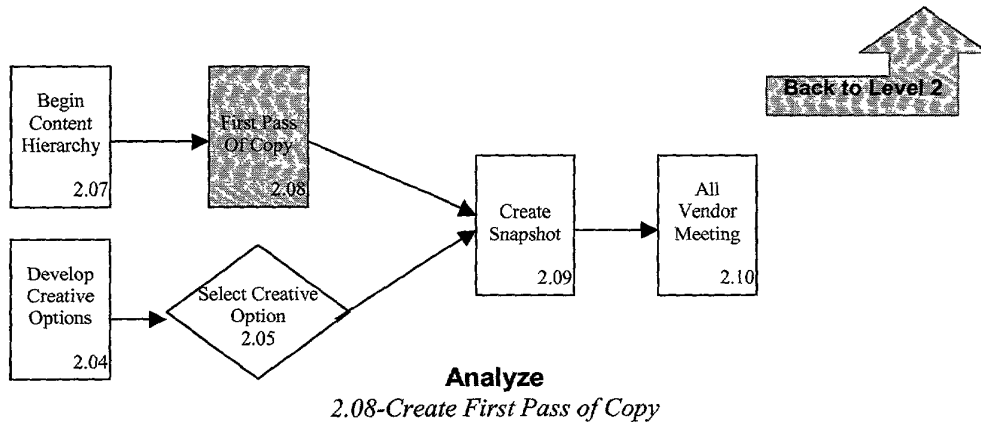 Back to Level 2
Begin
Content
Hierarchy
2.07
First Pass
Of Copy
2.08
Create
Snapshot
2.09
All
Vendor
Meeting
2.10
Develop
Creative
Options
2.04
Select Creative
Option
2.05
Analyze
2.08-Create First Pass of Copy